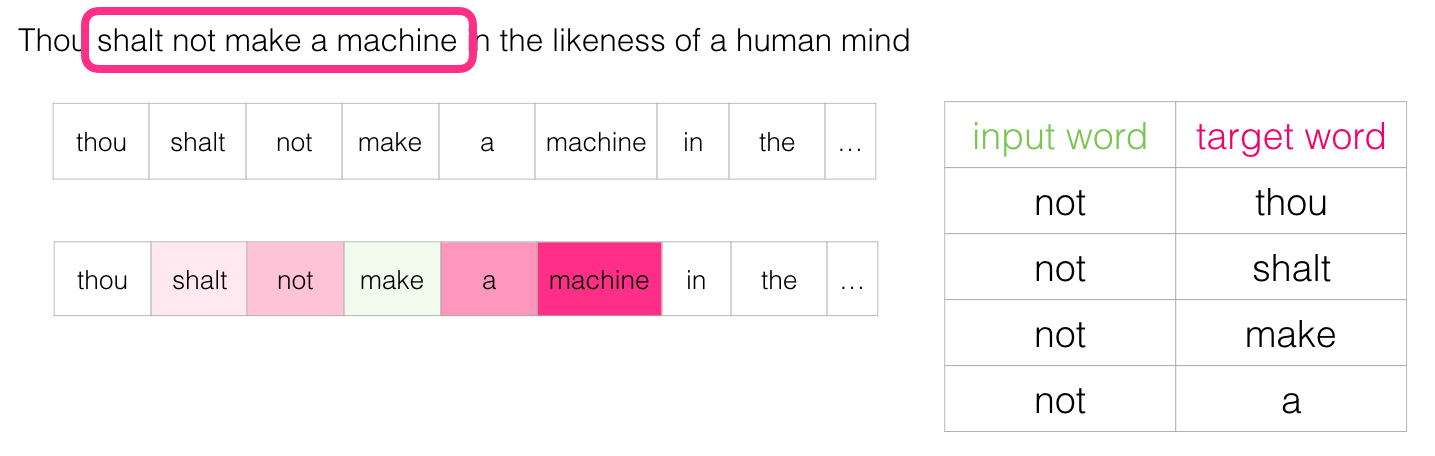 Thou shalt not make a machine in the likeness of a human mind
thou shalt not make a machine in the ...
thou shalt not make a machine in the ...
input word target word
not thou
not shalt
not make
not a